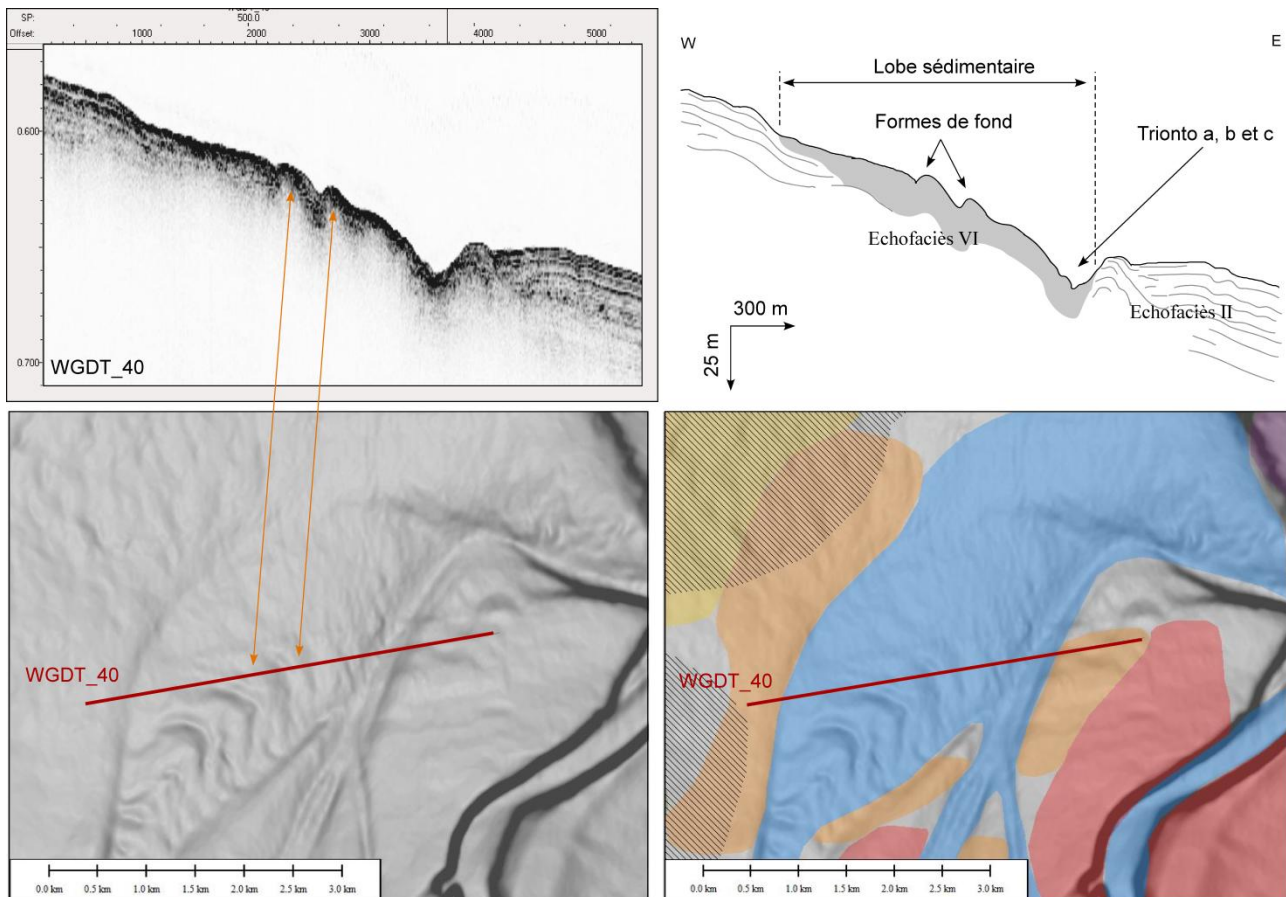 SP:
500.0
Offset:
1000
2000
3000
4000
5000
0.600
0.700
WGDT_40
W
E
Lobe sédimentaire
Formes de fond
Trionto a, b et c
Echofaciès VI
Echofaciès II
300 m
25 m
WGDT_40
0.0 km
0.5 km
1.0 km
1.5 km
2.0 km
2.5 km
3.0 km
WGDT_40
0.0 km
0.5 km
1.0 km
1.5 km
2.0 km
2.5 km
3.0 km